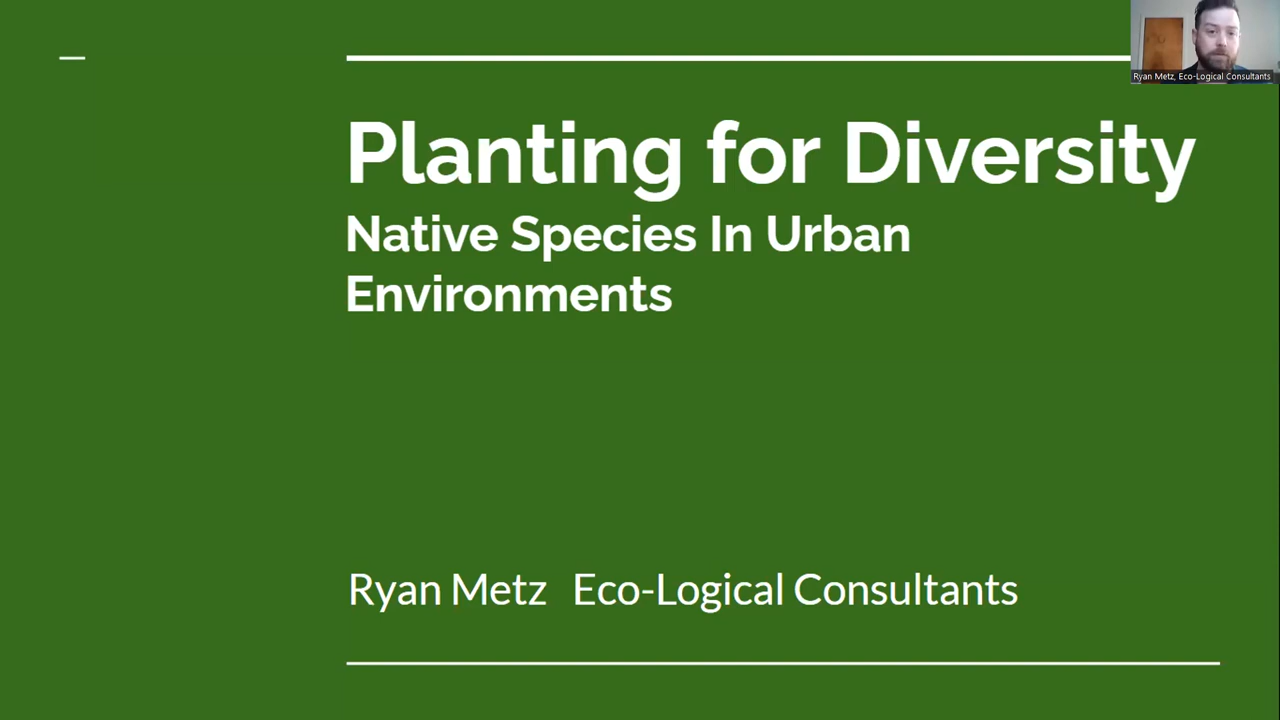 Ryan Metz, Eco-Logical Consultants
Planting for Diversity
Native Species In Urban
Environments
Ryan Metz Eco-Logical Consultants